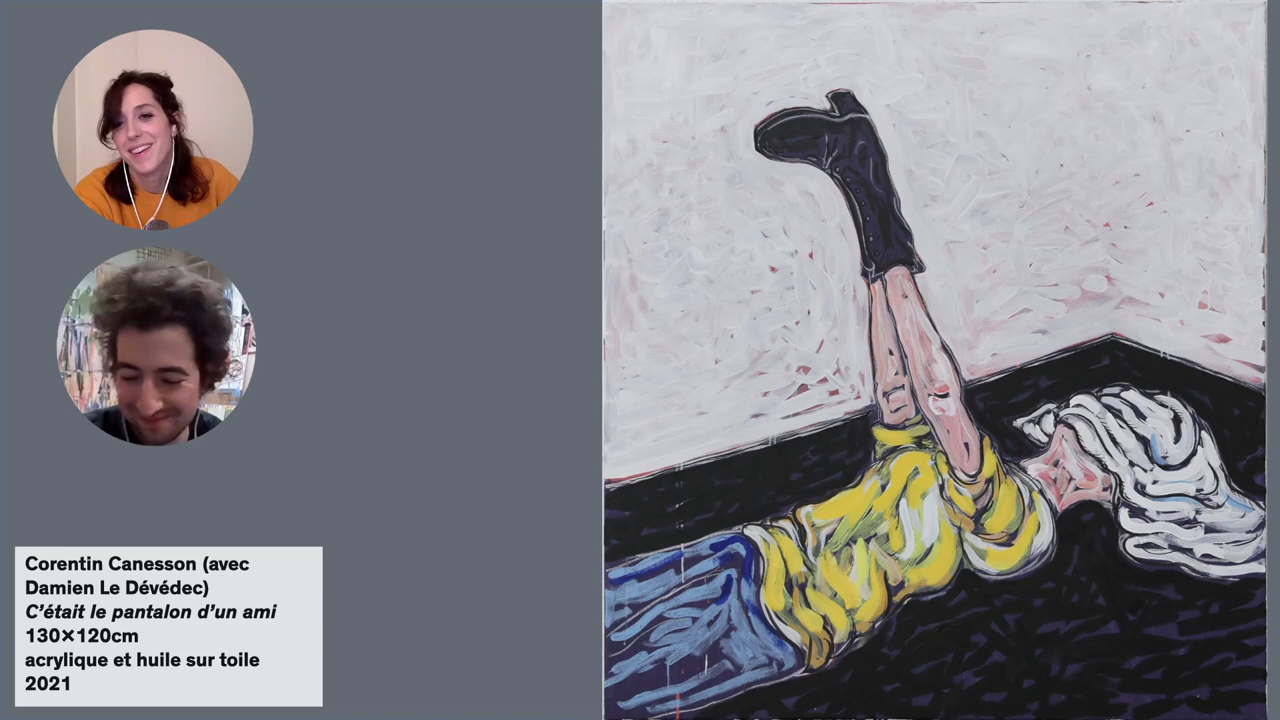 Corentin Canesson (avec
Damien Le Dévédec)
C’était le pantalon d’un ami
130×120cm
acrylique et huile sur toile
2021